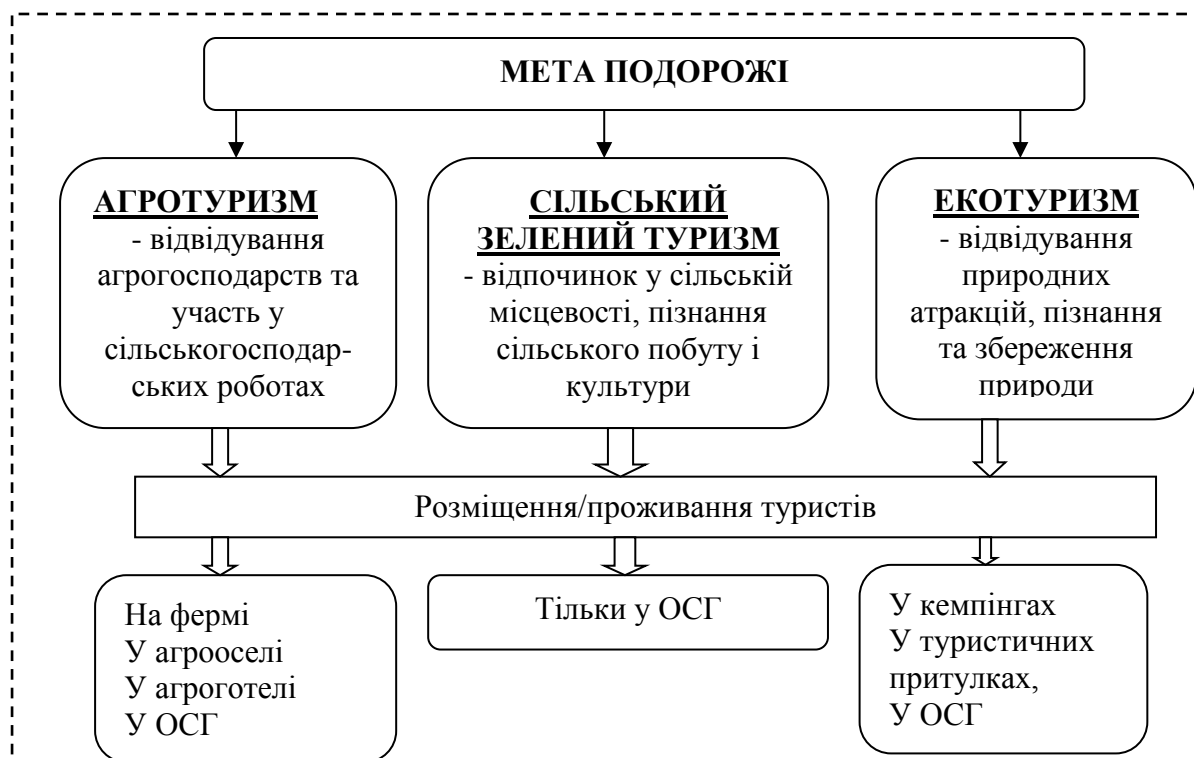 МЕТА ПОДОРОЖІ
АГРОТУРИЗМ
- відвідування
агрогосподарств та
участь у
сільськогосподар-
ських роботах
СІЛЬСЬКИЙ
ЗЕЛЕНИЙ ТУРИЗМ
- відпочинок у сільській
місцевості, пізнання
сільського побуту і
культури
ЕКОТУРИЗМ
- відвідування
природних
атракцій, пізнання
та збереження
природи
Розміщення/проживання туристів
На фермі
У агрооселі
У агроготелі
У ОСГ
Тільки у ОСГ
У кемпінгах
У туристичних
притулках,
У ОСГ